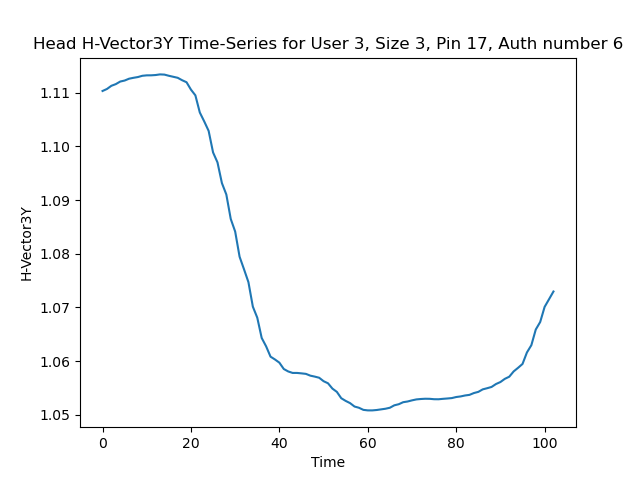 Head H-Vector3Y Time-Series for User 3, Size 3, Pin 17, Auth number 6
1.11
1.10
1.09
1.08
1.07
1.06
1.05
H-Vector3Y
0 20 40 60 80 100
Time